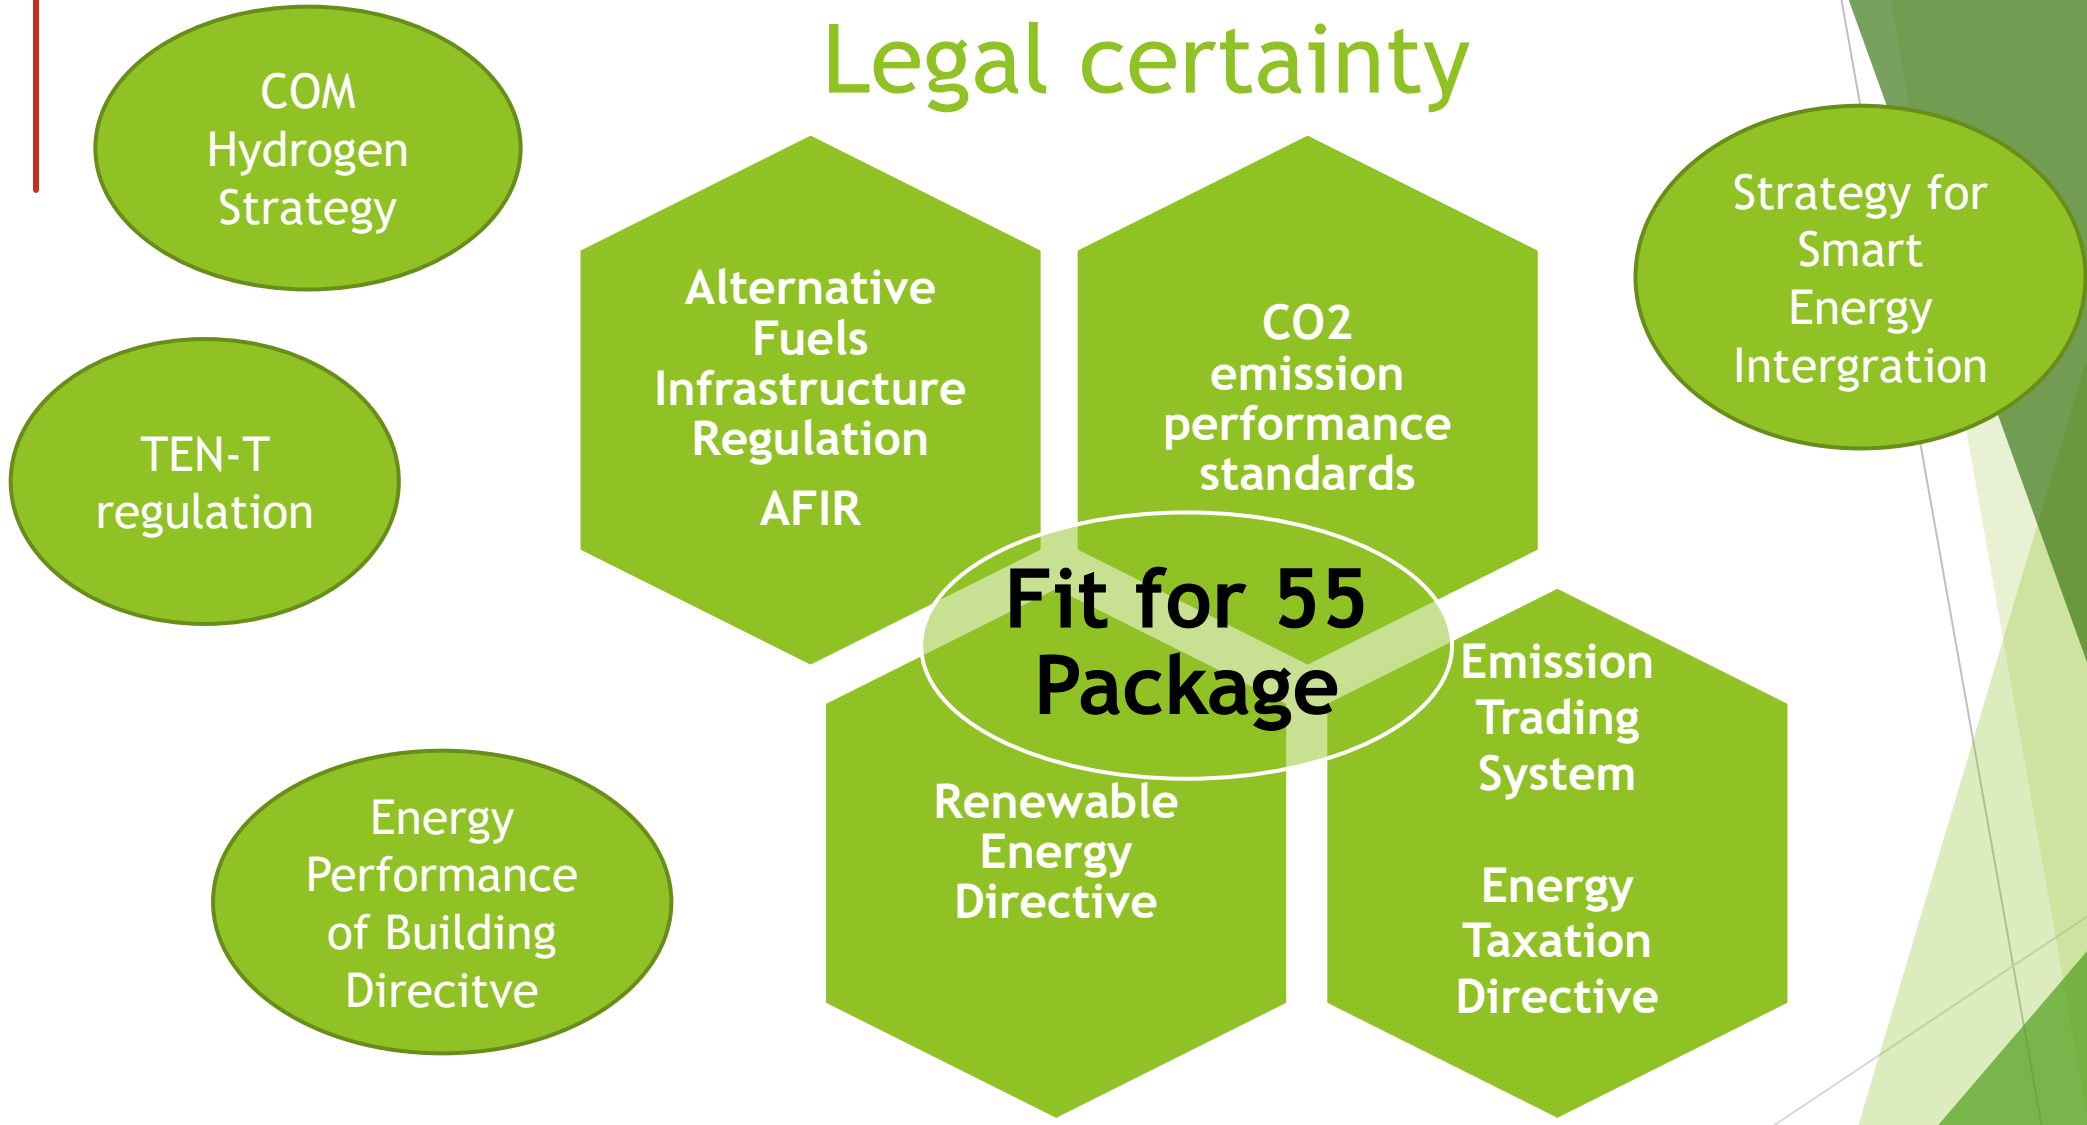 Legal certainty
COM
Hydrogen
Strategy
TEN-T
regulation
Energy
Performance
of Building
Direcitve
Alternative
Fuels
Infrastructure
Regulation
AFIR
CO2
emission
performance
standards
Fit for 55
Package
Renewable
Energy
Directive
Emission
Trading
System
Energy
Taxation
Directive
Strategy for
Smart
Energy
Intergration